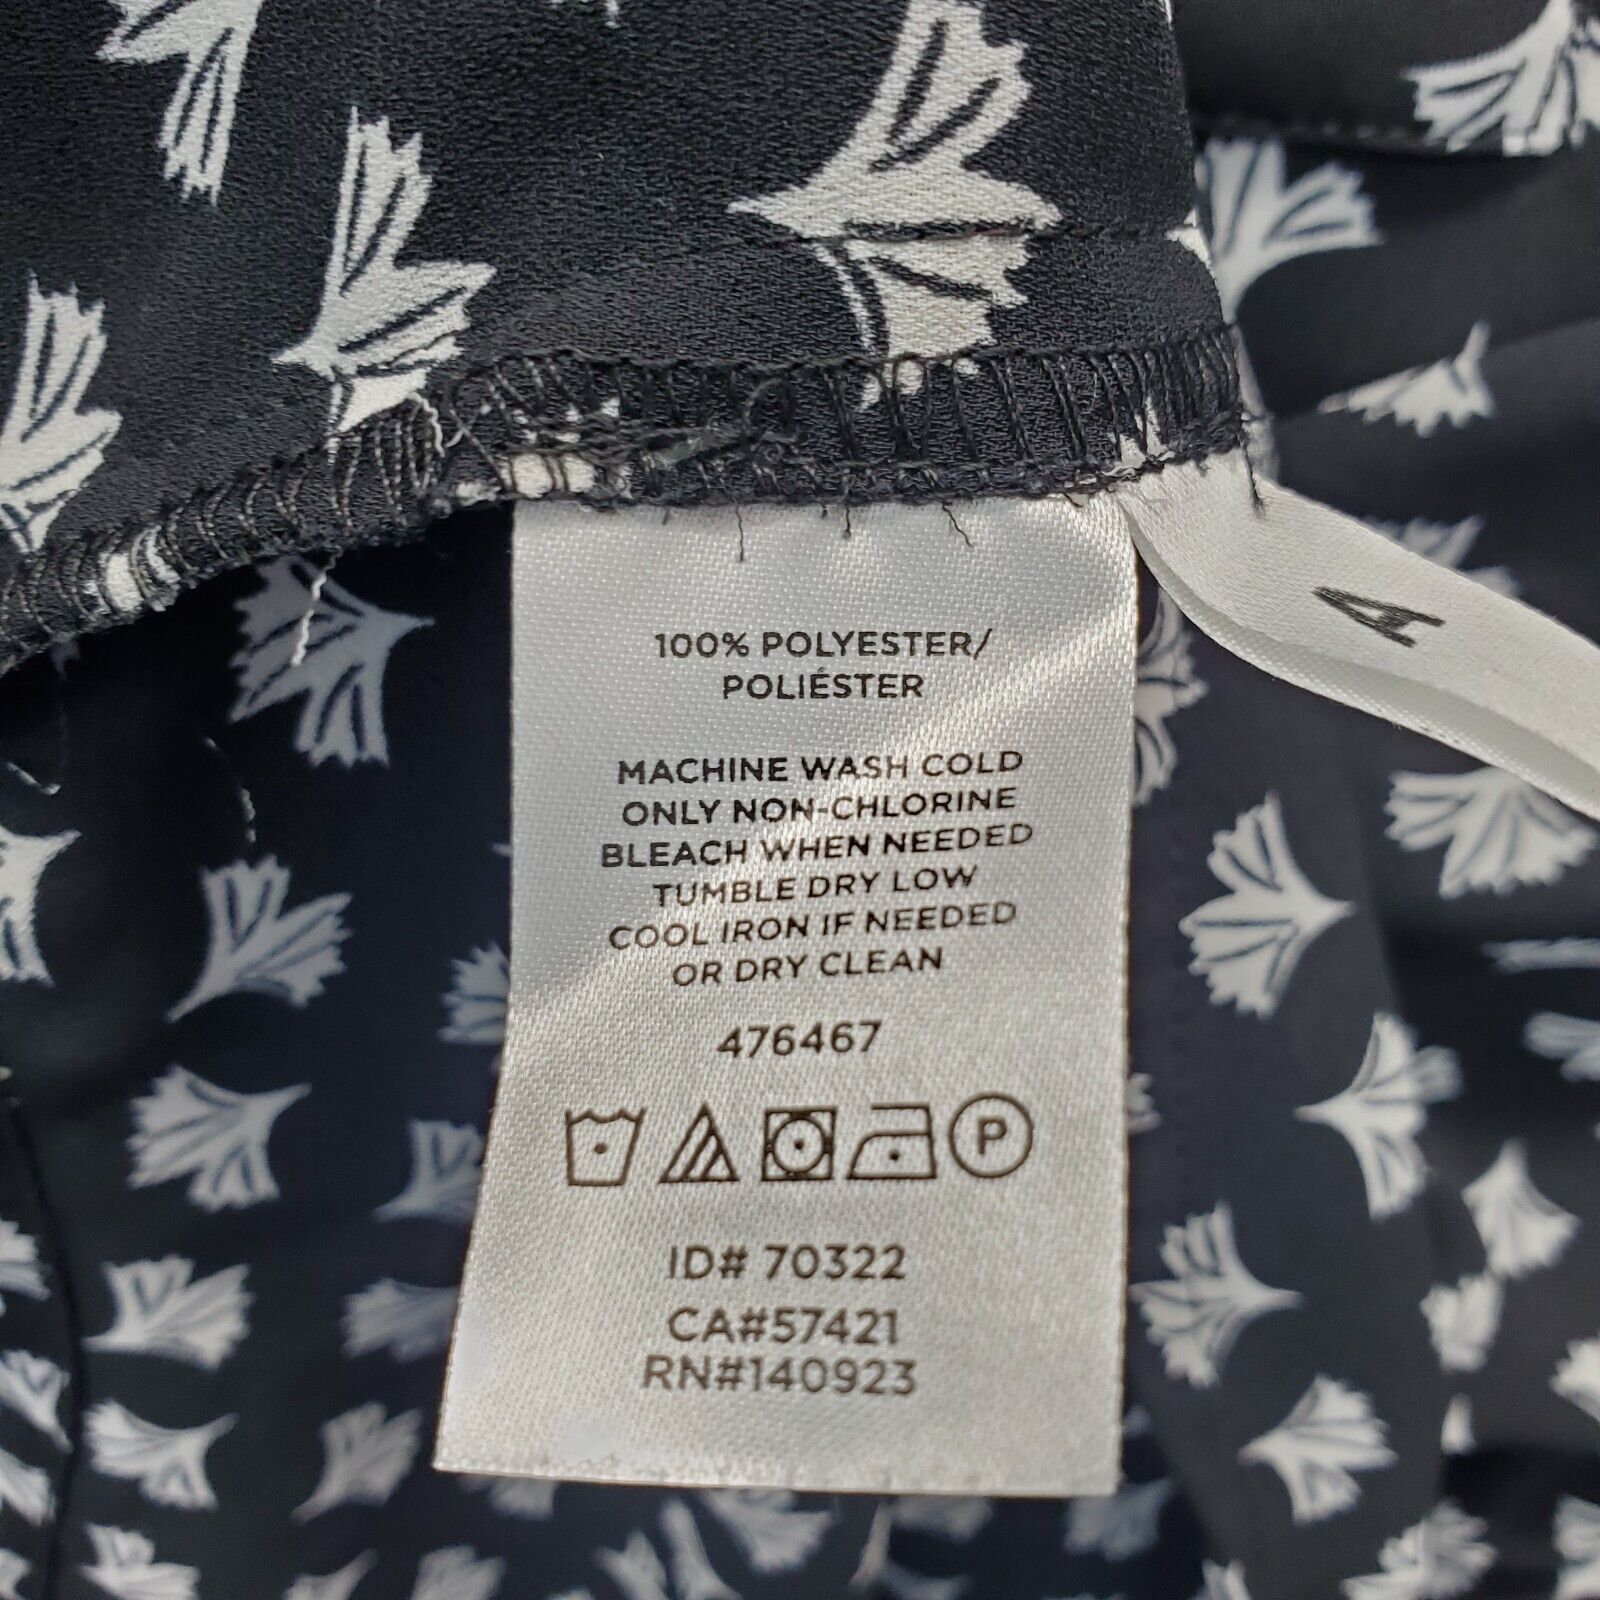 A
100% POLYESTER/
POLIÉSTER
MACHINE WASH COLD
ONLY NON-CHLORINE
BLEACH WHEN NEEDED
TUMBLE DRY LOW
COOL IRON IF NEEDED
OR DRY CLEAN
476467
P
ID# 70322
CA#57421
RN#140923